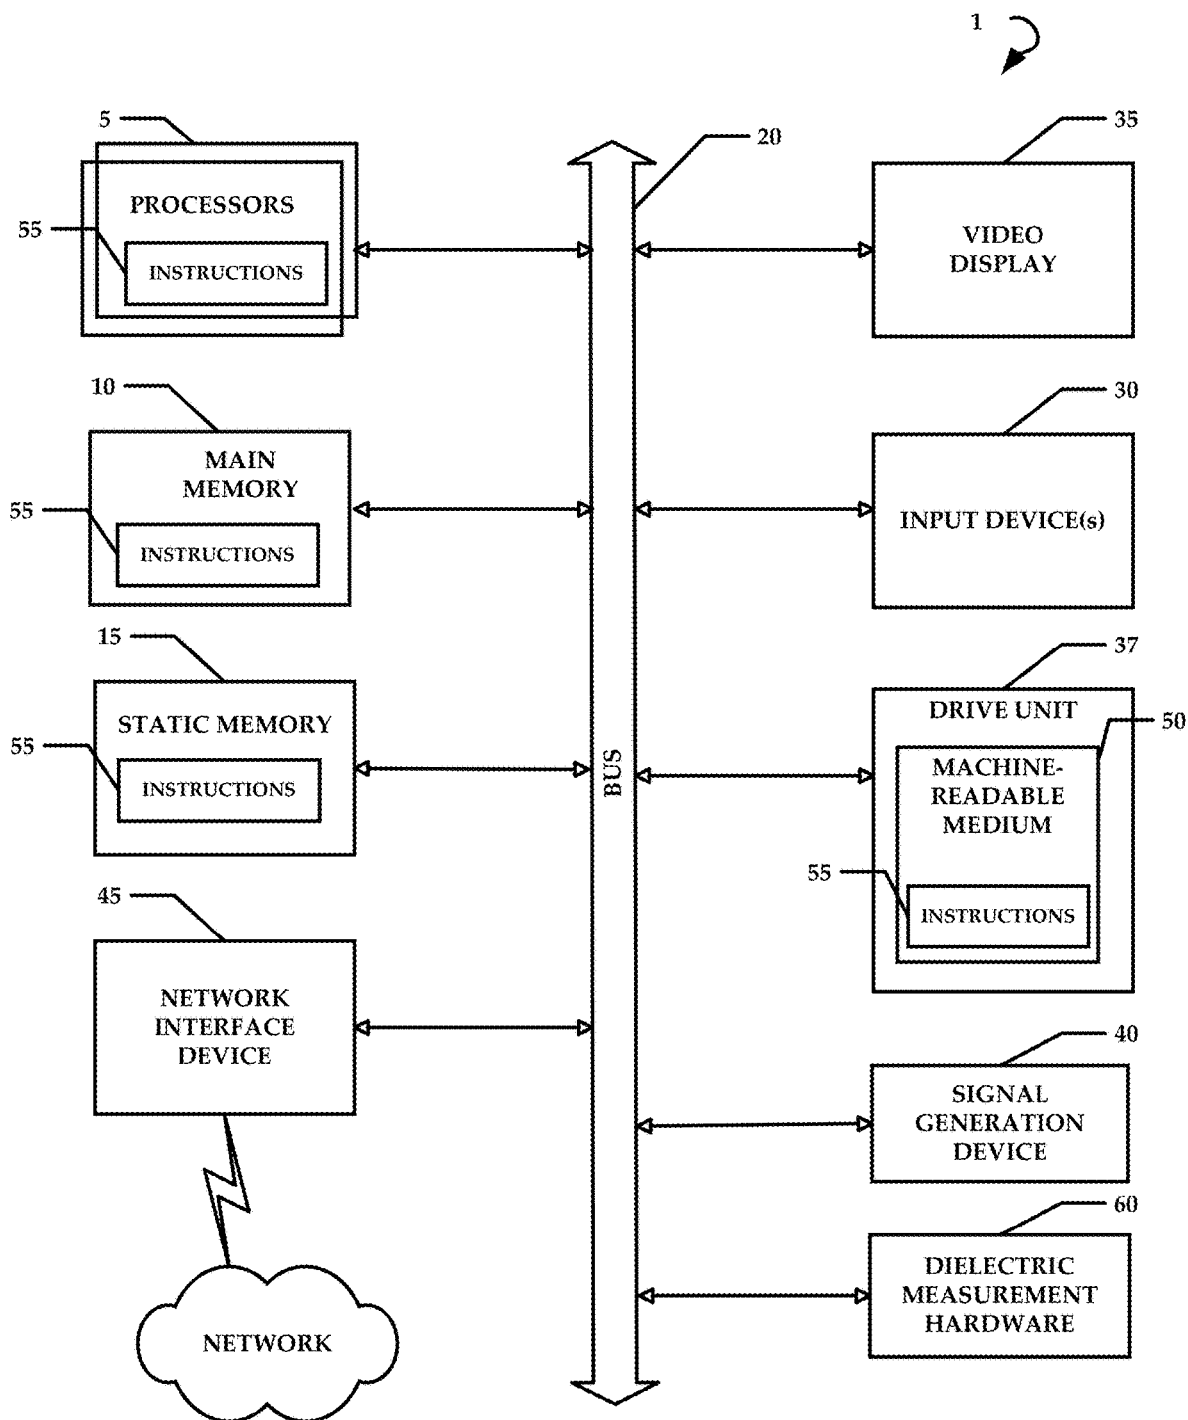 1
5
PROCESSORS
55
INSTRUCTIONS
10
MAIN
MEMORY
55
INSTRUCTIONS
15
STATIC MEMORY
55
INSTRUCTIONS
45
NETWORK
INTERFACE
DEVICE
NETWORK
20
BUS
35
VIDEO
DISPLAY
30
INPUT DEVICE(s)
37
DRIVE UNIT
50
MACHINE-
READABLE
MEDIUM
55
INSTRUCTIONS
40
SIGNAL
GENERATION
DEVICE
60
DIELECTRIC
MEASUREMENT
HARDWARE